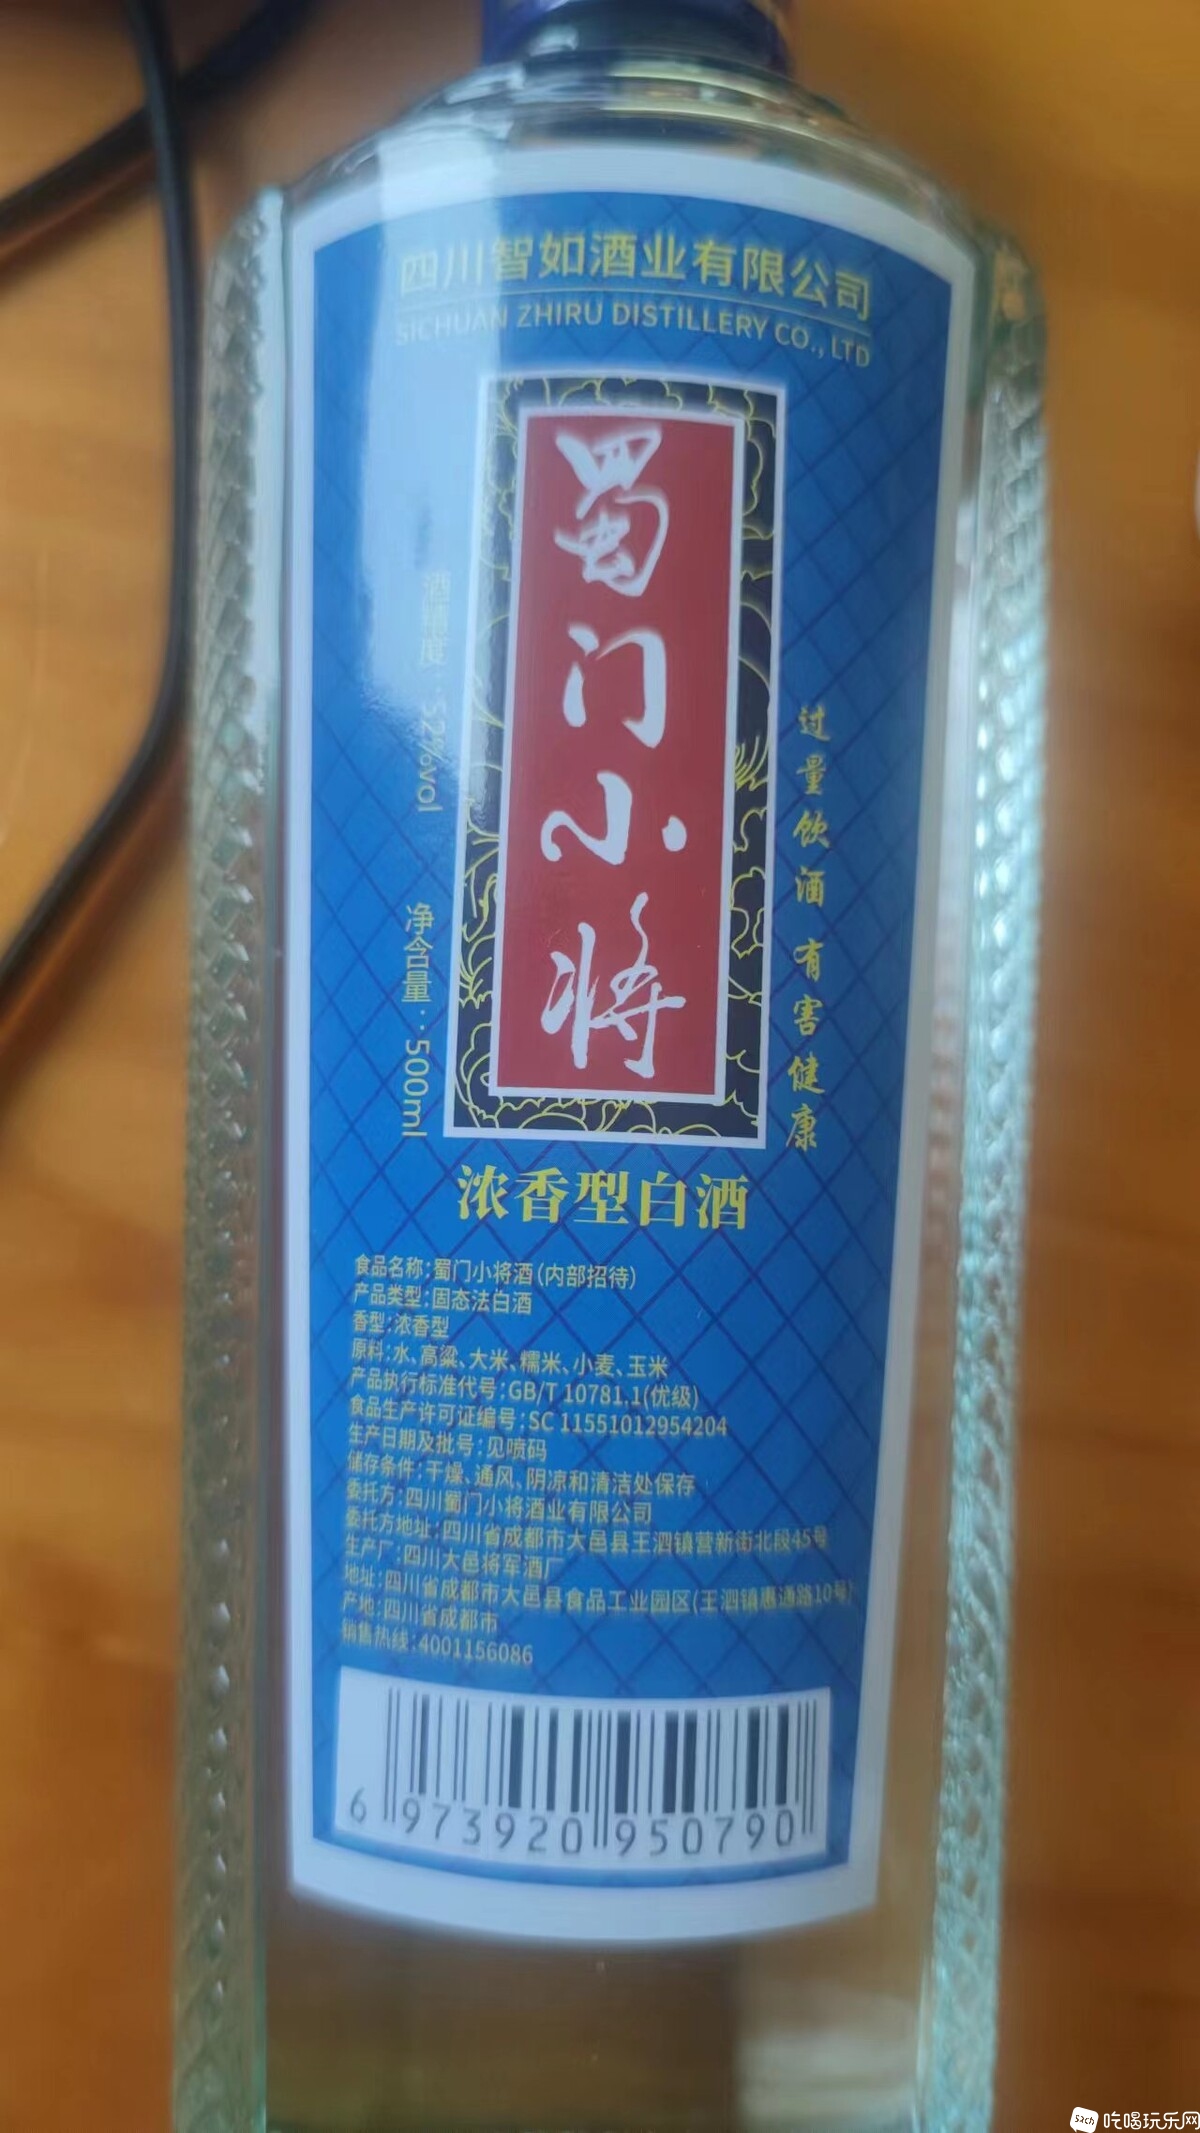 四川智如酒业有限公司
SICHUAN ZHIRU DISTILLERY CO., LTD
蜀门小将
过量饮酒 有害健康
酒精度：52%vol
净含量：500ml
浓香型白酒
食品名称：蜀门小将酒（内部招待）
产品类型：固态法白酒
香型：浓香型
原料：水、高粱、大米、糯米、小麦、玉米
产品执行标准代号：GB/T 10781.1(优级)
食品生产许可证编号：SC 11551012954204
生产日期及批号：见喷码
储存条件：干燥、通风、阴凉和清洁处保存
委托方：四川蜀门小将酒业有限公司
委托方地址：四川省成都市大邑县王泗镇营新街北段45号
生产厂：四川大邑将军酒厂
地址：四川省成都市大邑县食品工业园区(王泗镇惠通路10号)
产地：四川省成都市
销售热线：4001156086
6 973920 950790
52ch 吃喝玩乐网